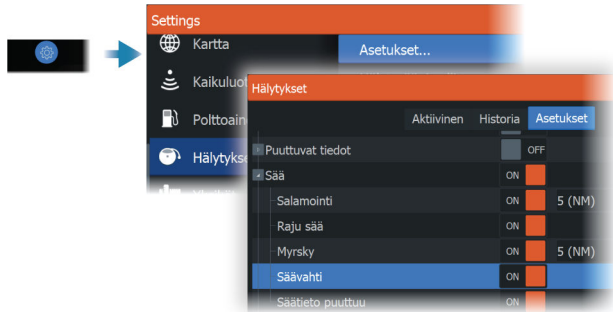 Settings
Kartta
Asetukset...
Kaikuluot
Polttoain
Hälytykse
Hälytykset
Aktiivinen Historia Asetukset
Puuttuvat tiedot OFF
Sää ON
Salamointi ON 5 (NM)
Raju sää ON
Myrsky ON 5 (NM)
Säävahti ON
Säätieto puuttuu ON